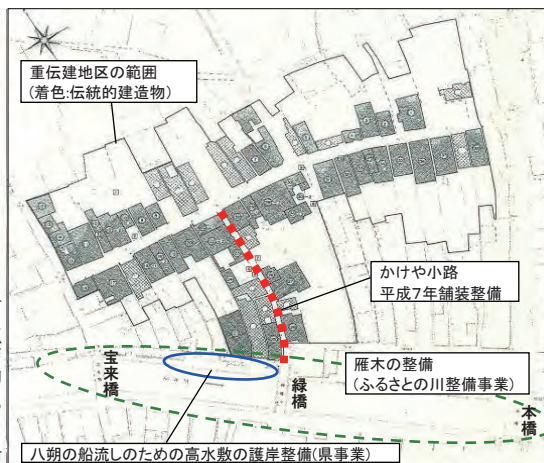 重伝建地区の範囲
(着色:伝統的建造物)
かけや小路
平成7年舗装整備
雁木の整備
(ふるさとの川整備事業)
宝来橋
緑橋
本橋
八朔の船流しのための高水敷の護岸整備(県事業)